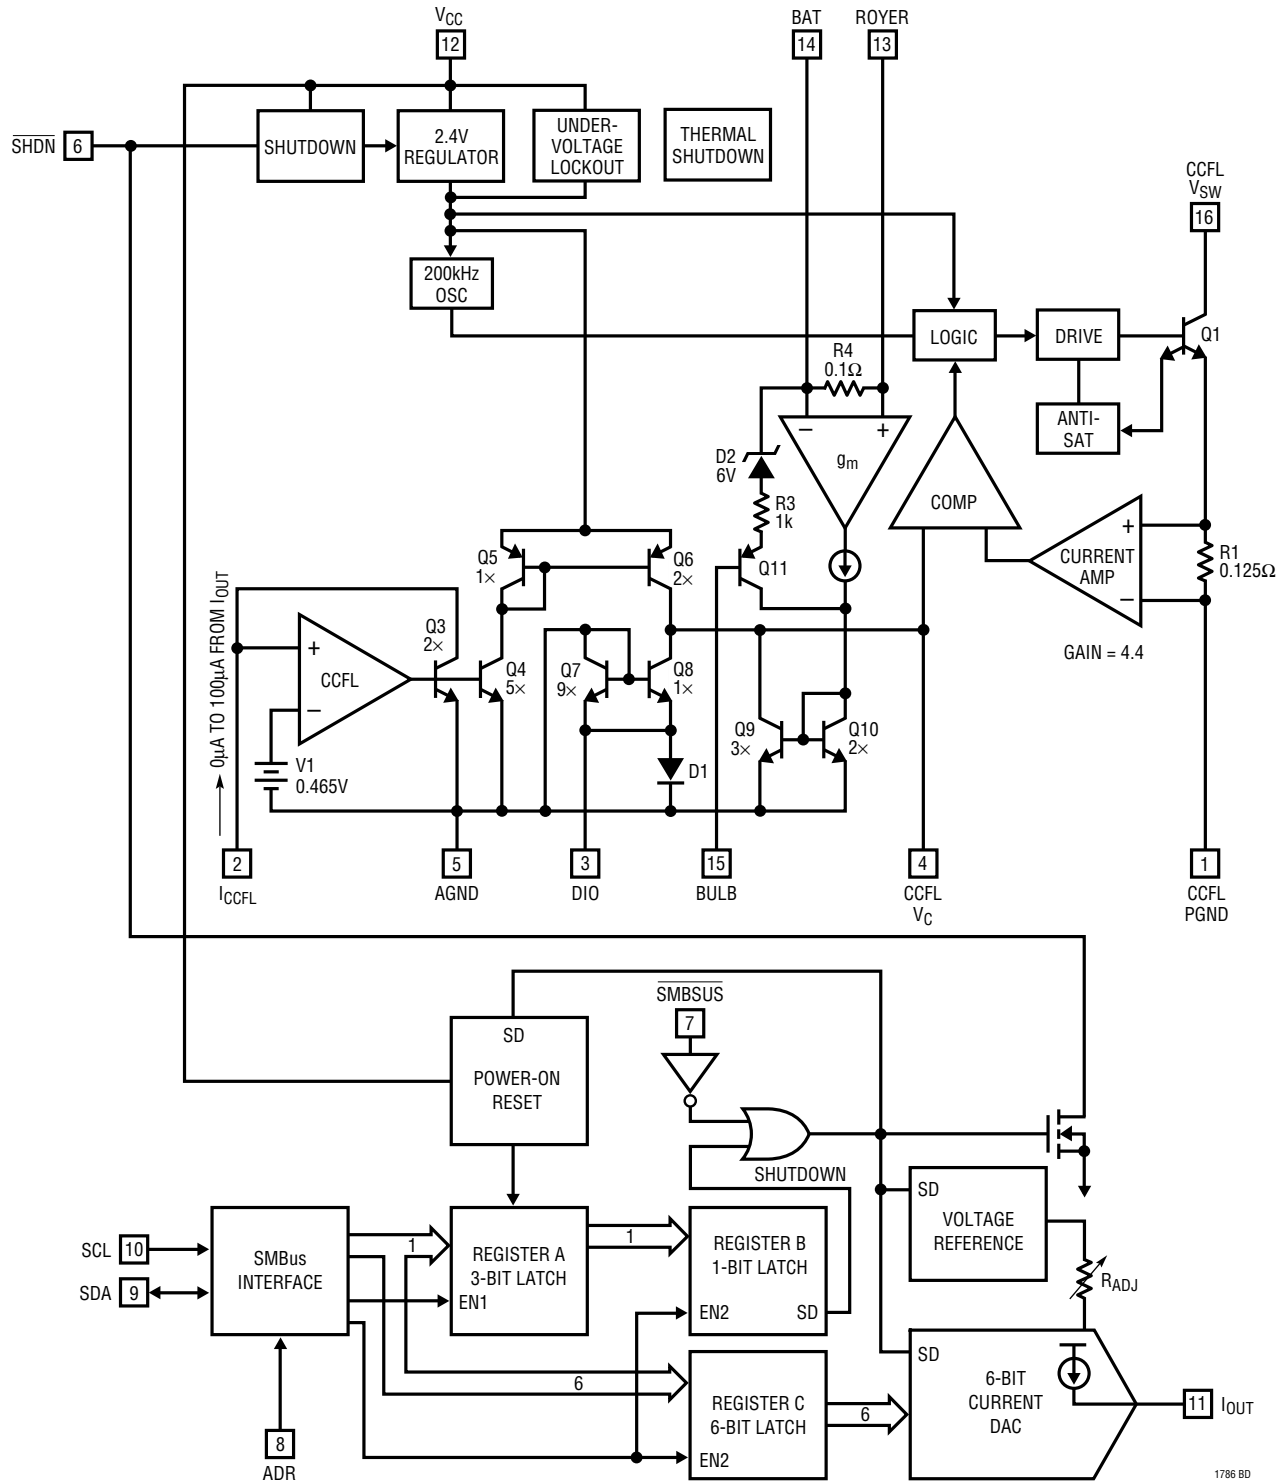 VCC
12
BAT
14
ROYER
13
SHDN
6
SHUTDOWN
2.4V
REGULATOR
UNDER-
VOLTAGE
LOCKOUT
THERMAL
SHUTDOWN
CCFL
VSW
16
200kHz
OSC
LOGIC
DRIVE
Q1
R4
0.1Ω
ANTI-
SAT
–
+
gm
D2
6V
R3
1k
COMP
+
CURRENT
AMP
–
R1
0.125Ω
GAIN = 4.4
Q5
1×
Q6
2×
Q11
0µA TO 100µA FROM IOUT
+
CCFL
–
Q3
2×
Q4
5×
Q7
9×
Q8
1×
Q9
3×
Q10
2×
V1
0.465V
D1
2
ICCFL
5
AGND
3
DIO
15
BULB
4
CCFL
VC
1
CCFL
PGND
SMBSUS
7
SD
POWER-ON
RESET
SHUTDOWN
SD
VOLTAGE
REFERENCE
RADJ
SCL
10
SDA
9
SMBus
INTERFACE
1
REGISTER A
3-BIT LATCH
EN1
1
REGISTER B
1-BIT LATCH
EN2
SD
6
REGISTER C
6-BIT LATCH
EN2
6
SD
6-BIT
CURRENT
DAC
11
IOUT
8
ADR
1786 BD